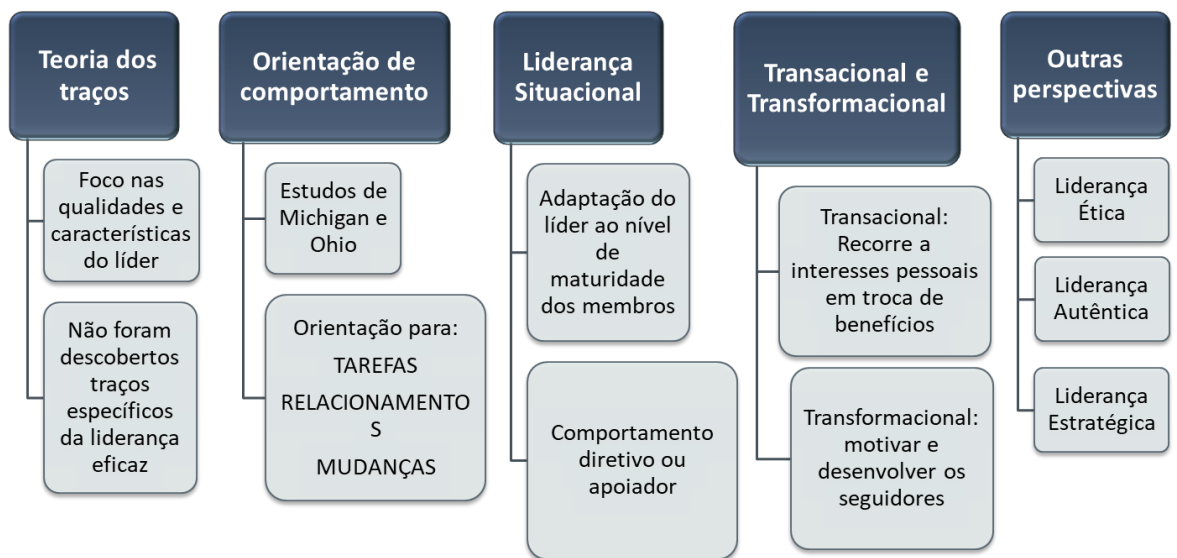 Teoria dos
traços
Foco nas
qualidades e
características
do líder
Não foram
descobertos
traços
específicos
da liderança
eficaz
Orientação de
comportamento
Estudos de
Michigan e
Ohio
Orientação para:
TAREFAS
RELACIONAMENTO
S
MUDANÇAS
Liderança
Situacional
Adaptação do
líder ao nível
de
maturidade
dos membros
Comportamento
diretivo ou
apoiador
Transacional e
Transformacional
Transacional:
Recorre a
interesses pessoais
em troca de
benefícios
Transformacional:
motivar e
desenvolver os
seguidores
Outras
perspectivas
Liderança
Ética
Liderança
Autêntica
Liderança
Estratégica